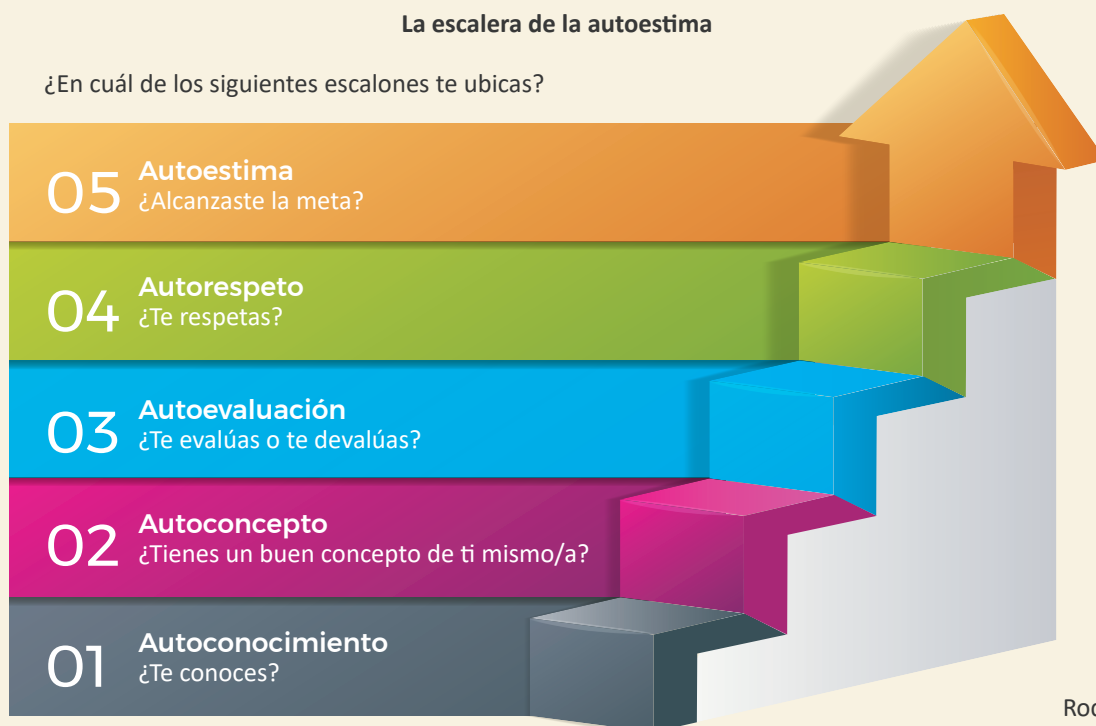 La escalera de la autoestima
¿En cuál de los siguientes escalones te ubicas?
05
Autoestima
¿Alcanzaste la meta?
04
Autorespeto
¿Te respetas?
03
Autoevaluación
¿Te evalúas o te devalúas?
02
Autoconcepto
¿Tienes un buen concepto de ti mismo/a?
01
Autoconocimiento
¿Te conoces?